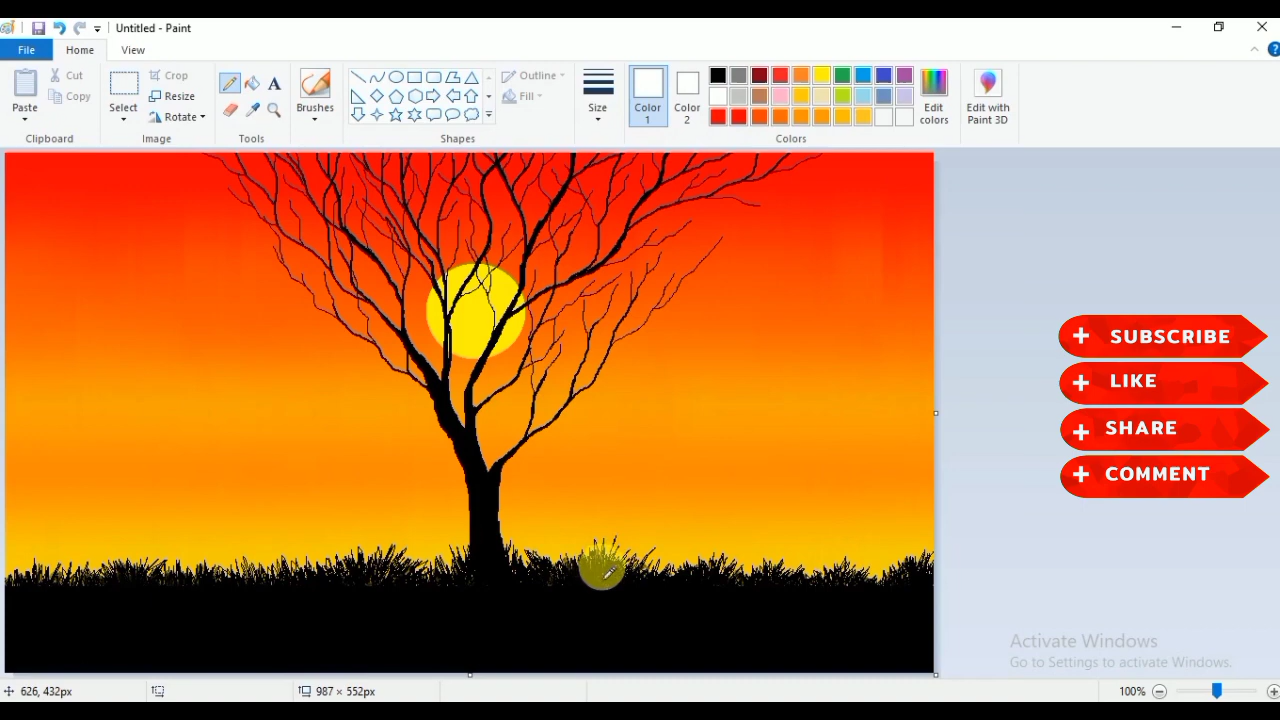 Untitled - Paint
File Home View
Paste
Cut
Copy
Clipboard
Select
Crop
Resize
Rotate
Image
A
Tools
Brushes
Shapes
Outline
Fill
Size
Color 1
Color 2
Edit colors
Colors
Edit with Paint 3D
+ SUBSCRIBE
+ LIKE
+ SHARE
+ COMMENT
Activate Windows
Go to Settings to activate Windows.
626, 432px 987 × 552px 100%